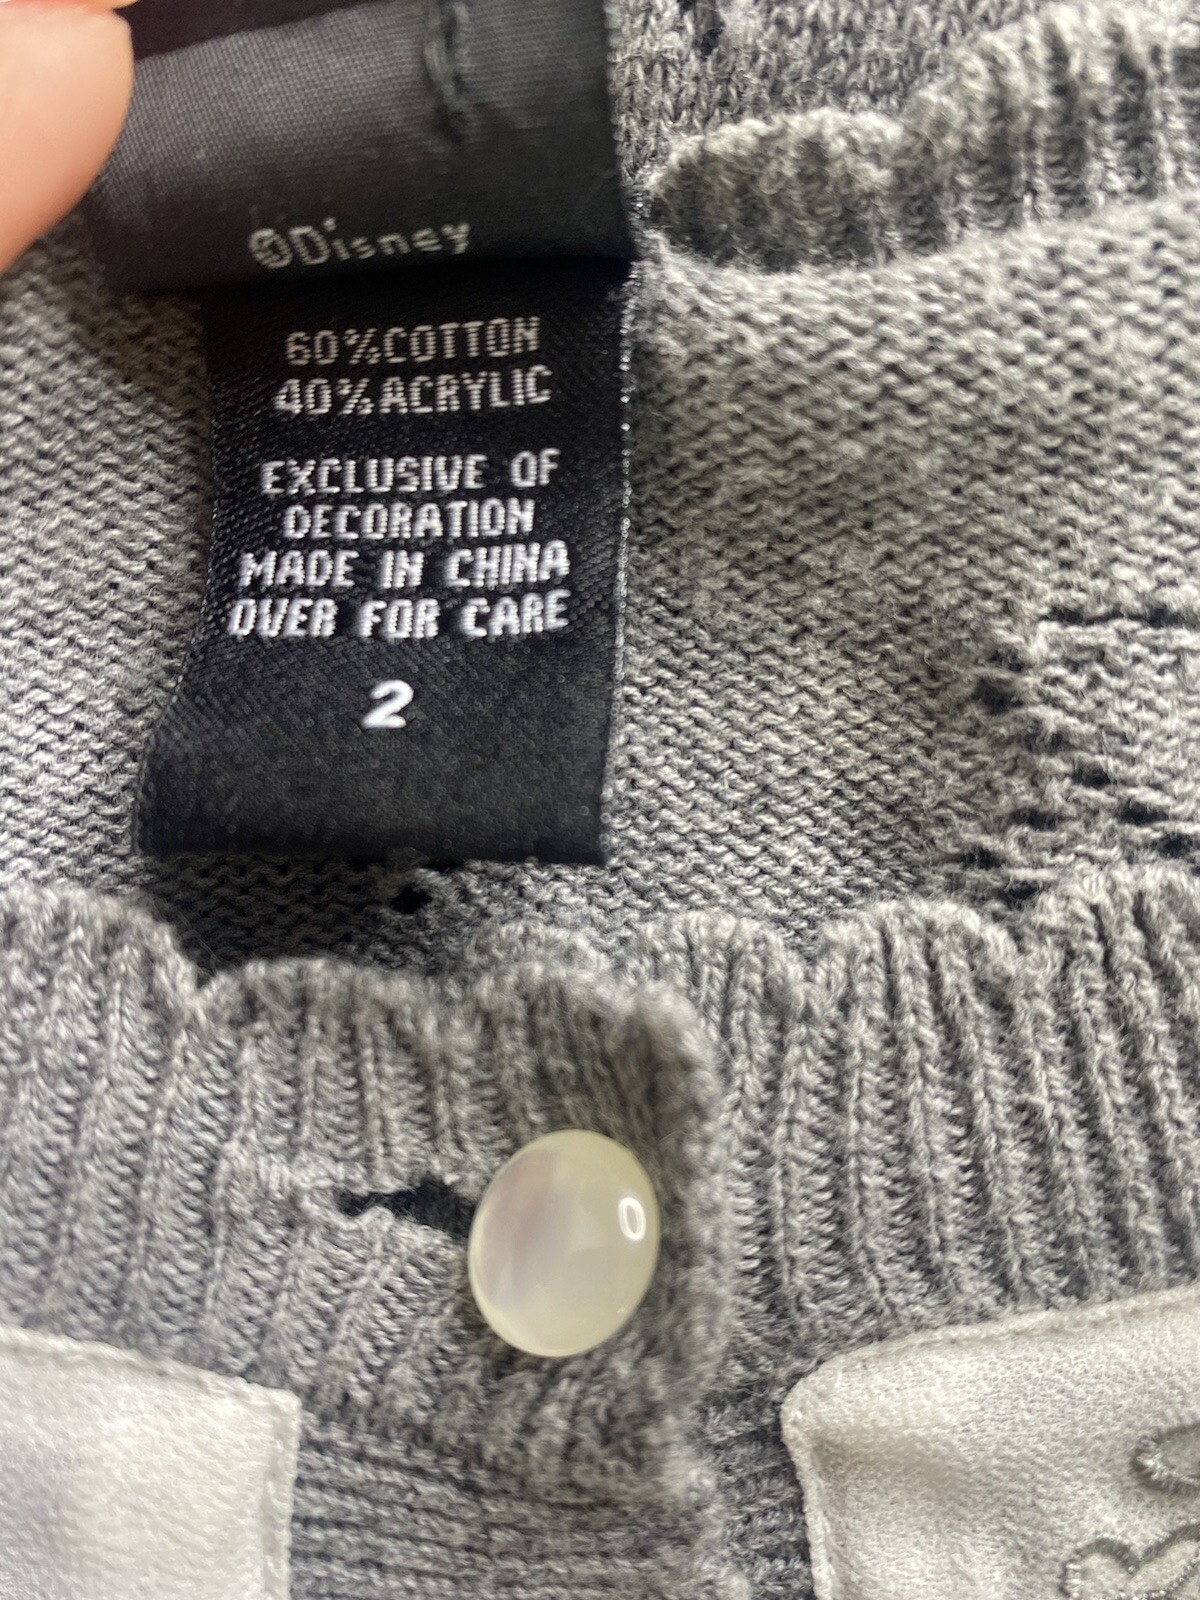 ©Disney
60%COTTON
40%ACRYLIC
EXCLUSIVE OF
DECORATION
MADE IN CHINA
OVER FOR CARE
2